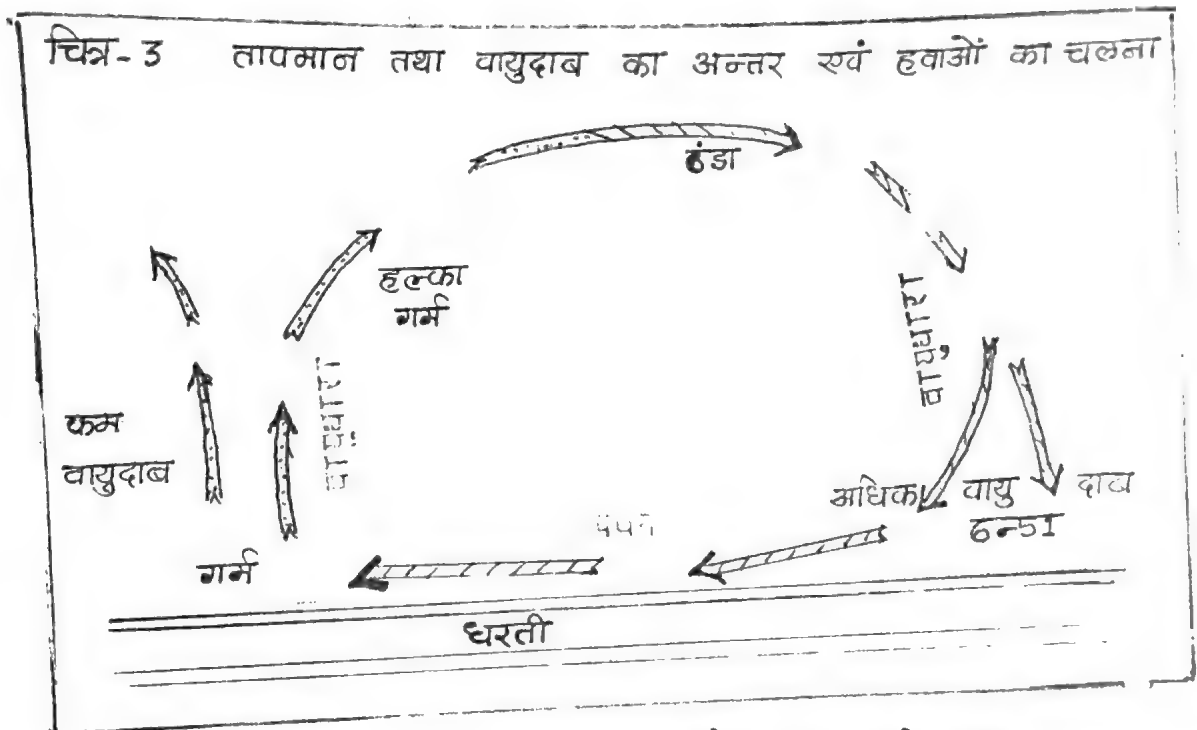 चित्र-3 तापमान तथा वायुदाब का अन्तर एवं हवाओं का चलना
ठंडा
हल्का
गर्म
वायुधारा
वायुधारा
कम
वायुदाब
अधिक वायु दाब
ठन्डा
गर्म
धरती